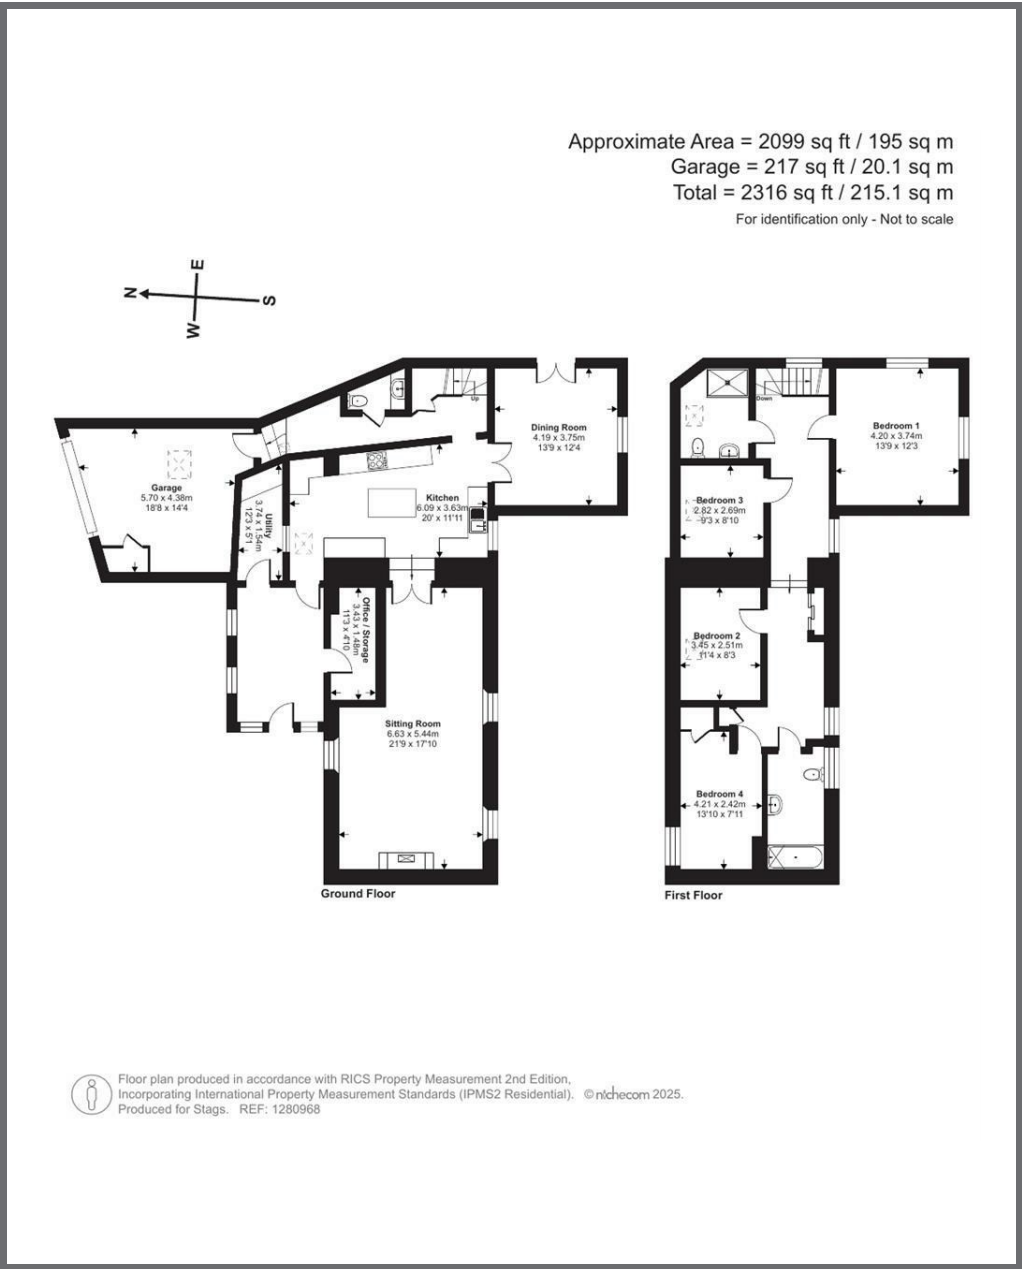 Approximate Area = 2099 sq ft / 195 sq m
Garage = 217 sq ft / 20.1 sq m
Total = 2316 sq ft / 215.1 sq m
For identification only - Not to scale
E
N
S
W
Up
Dining Room
4.19 x 3.75m
13'9 x 12'4
Garage
5.70 x 4.38m
18'8 x 14'4
Utility
3.74 x 1.54m
12'3 x 5'1
Kitchen
6.09 x 3.63m
20' x 11'11
Office / Storage
3.43 x 1.48m
11'3 x 4'10
Sitting Room
6.63 x 5.44m
21'9 x 17'10
Ground Floor
Down
Bedroom 1
4.20 x 3.74m
13'9 x 12'3
Bedroom 3
2.82 x 2.69m
9'3 x 8'10
Bedroom 2
3.45 x 2.51m
11'4 x 8'3
Bedroom 4
4.21 x 2.42m
13'10 x 7'11
First Floor
Floor plan produced in accordance with RICS Property Measurement 2nd Edition,
Incorporating International Property Measurement Standards (IPMS2 Residential). © nichecom 2025.
Produced for Stags. REF: 1280968